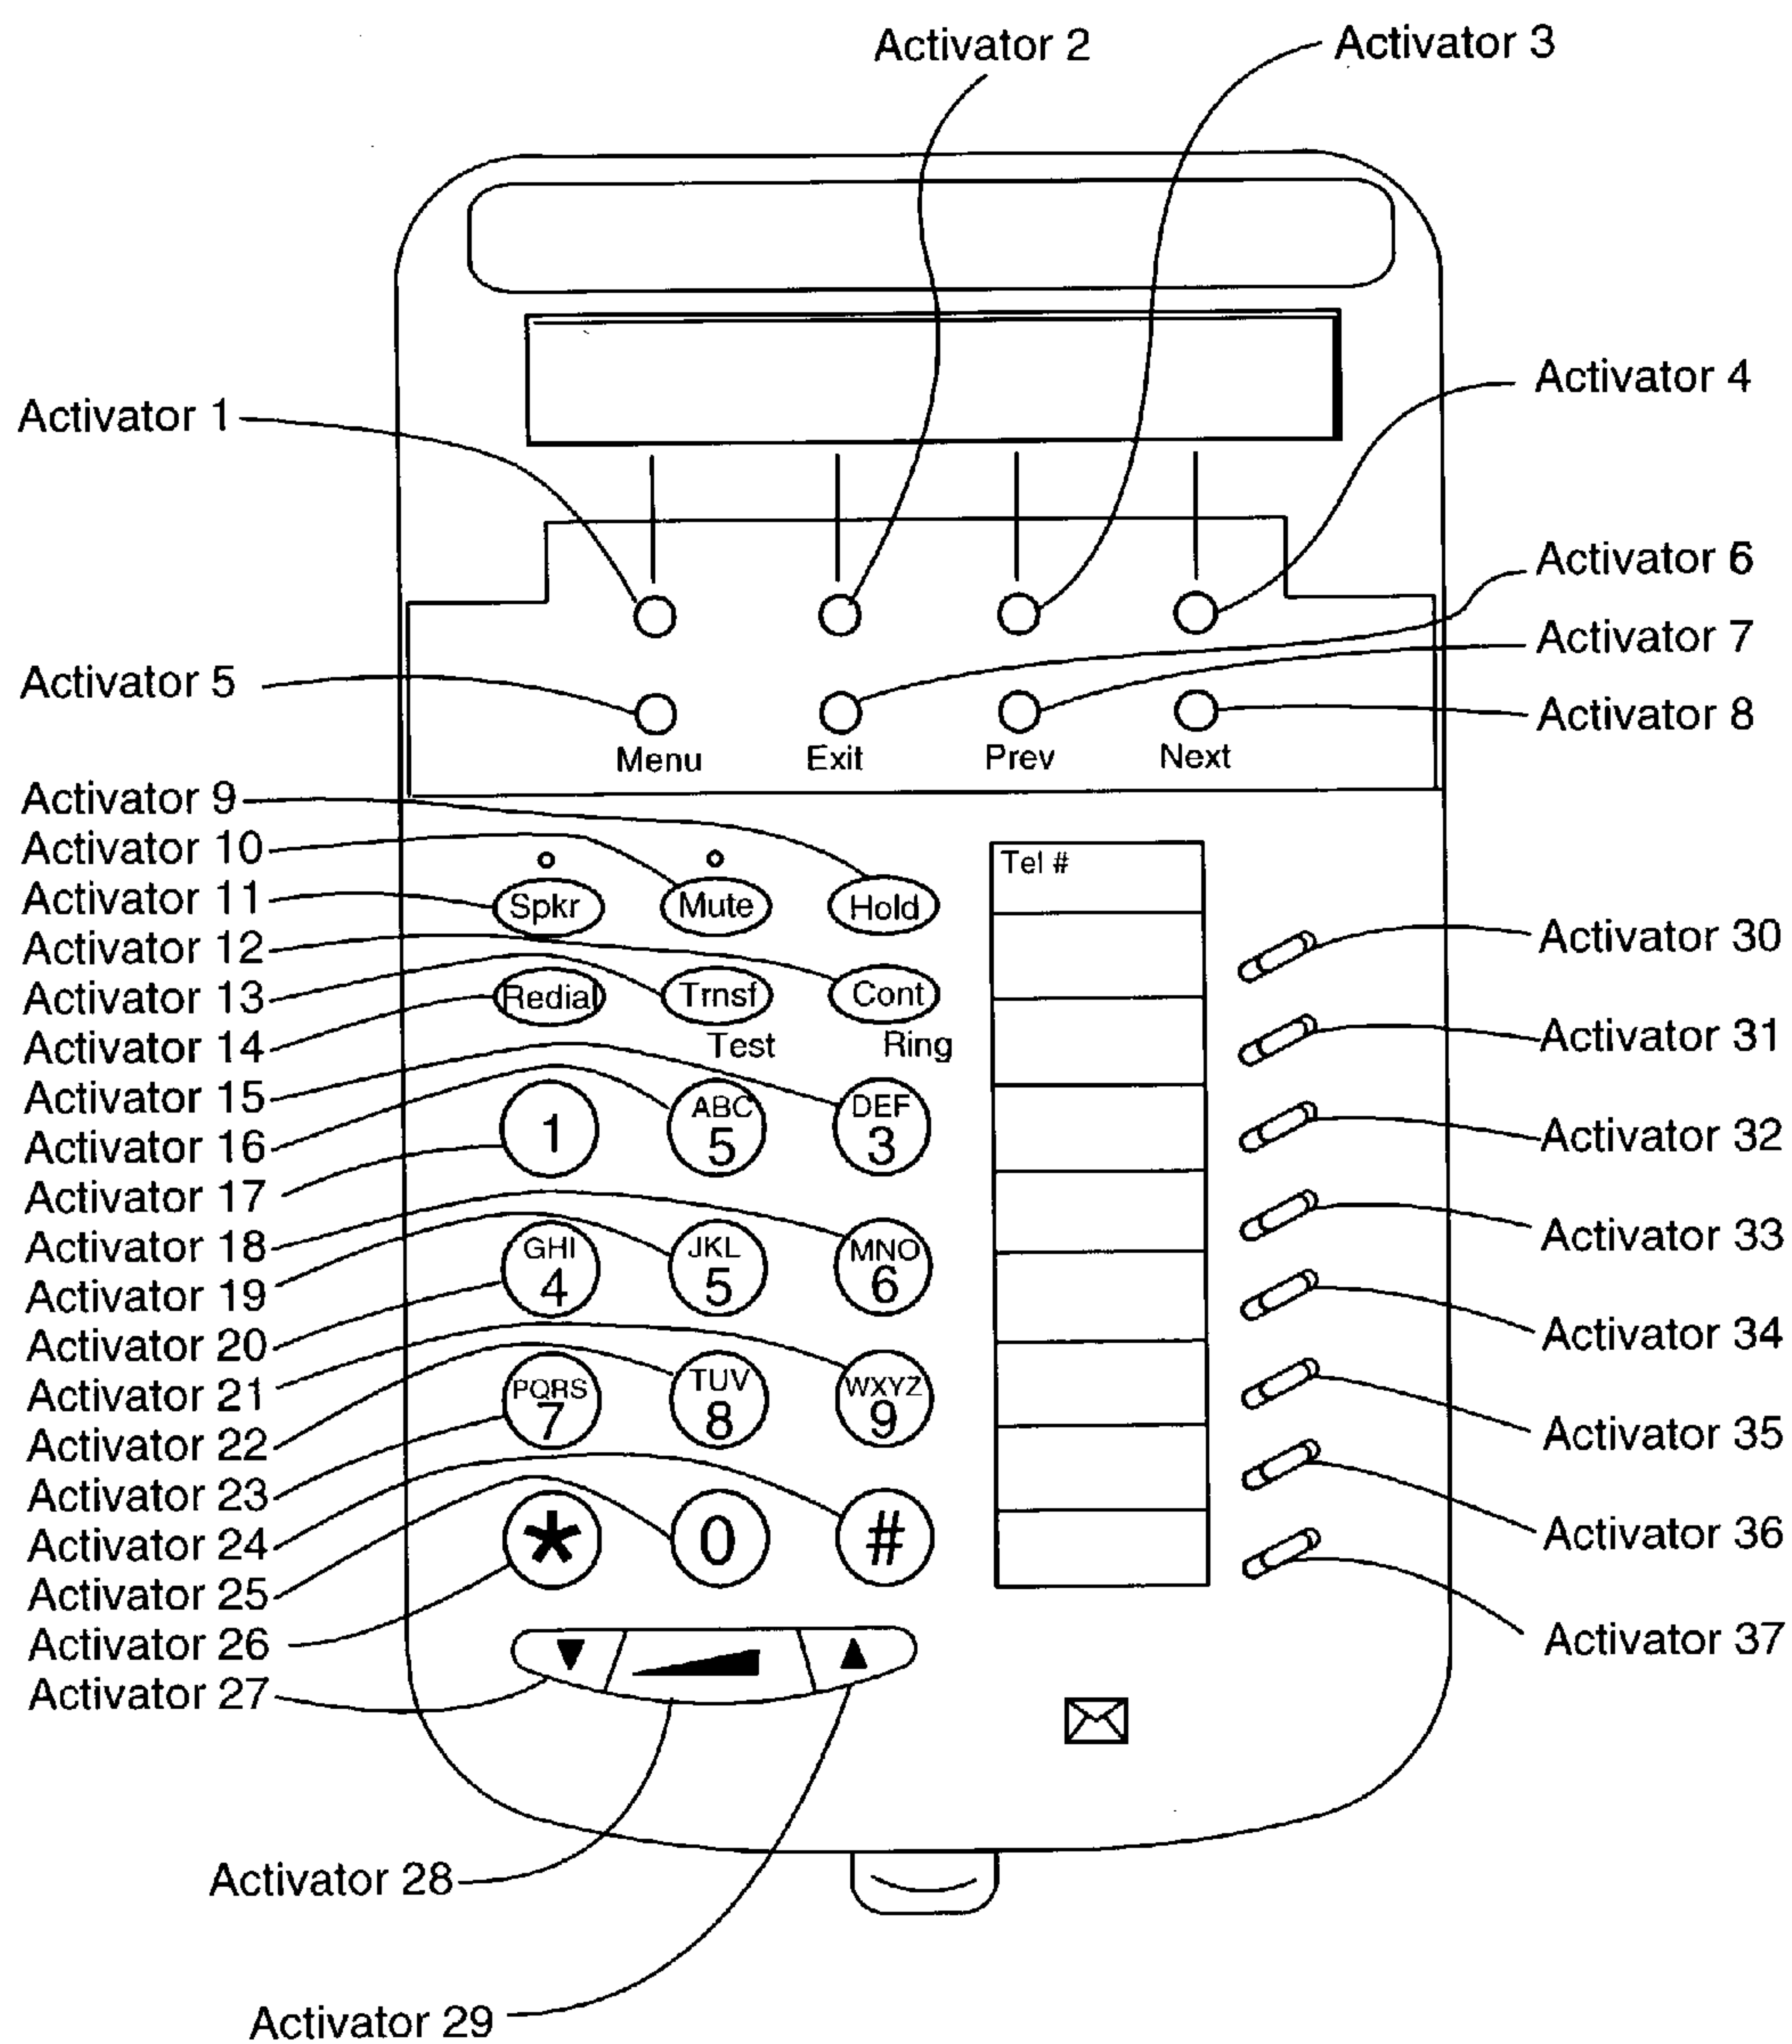 Activator 2
Activator 3
Activator 4
Activator 1
Activator 6
Activator 7
Activator 5
Activator 8
Menu Exit Prev Next
Activator 9
Activator 10
Tel #
Activator 11
Spkr Mute Hold
Activator 30
Activator 12
Activator 13
Redial Trnsf Cont
Activator 31
Activator 14
Test Ring
Activator 15
ABC DEF
1 5 3
Activator 32
Activator 16
Activator 17
Activator 33
Activator 18
GHI JKL MNO
4 5 6
Activator 19
Activator 34
Activator 20
Activator 21
PQRS TUV WXYZ
7 8 9
Activator 35
Activator 22
Activator 23
Activator 36
Activator 24
* 0 #
Activator 25
Activator 26
Activator 37
Activator 27
Activator 28
Activator 29